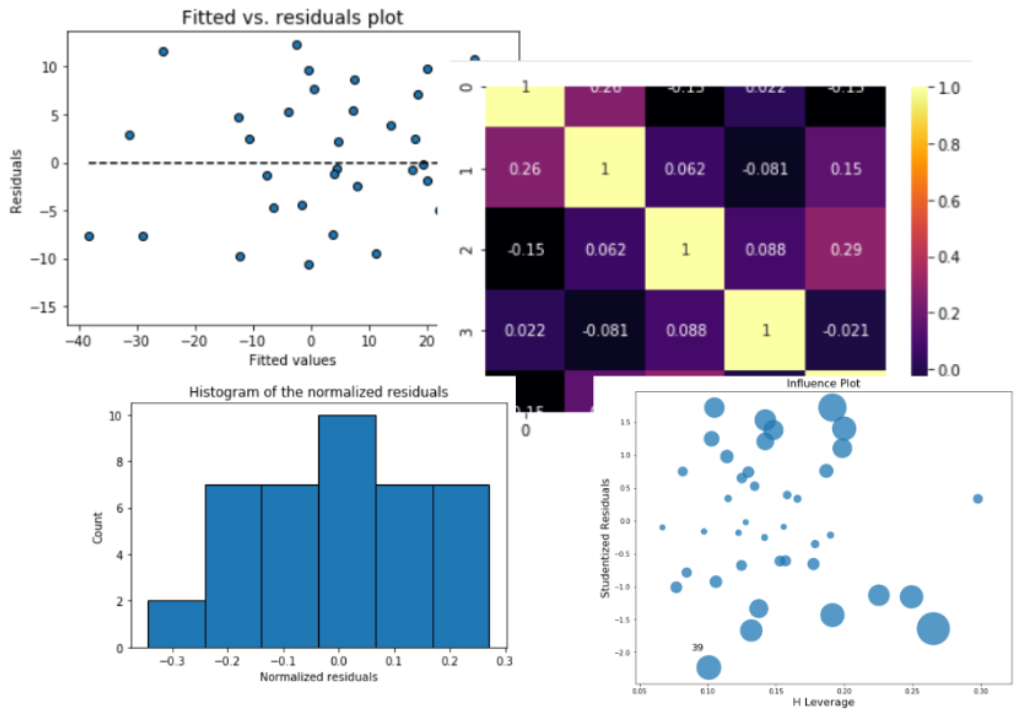 Fitted vs. residuals plot
10
5
0
−5
−10
−15
Residuals
−40 −30 −20 −10 0 10 20
Fitted values
0 1 0.26 -0.15 0.022 -0.15
1 0.26 1 0.062 -0.081 0.15
2 -0.15 0.062 1 0.088 0.29
3 0.022 -0.081 0.088 1 -0.021
0
1.0
0.8
0.6
0.4
0.2
0.0
Histogram of the normalized residuals
10
8
6
4
2
0
Count
−0.3 −0.2 −0.1 0.0 0.1 0.2 0.3
Normalized residuals
Influence Plot
1.5
1.0
0.5
0.0
−0.5
−1.0
−1.5
−2.0
Studentized Residuals
39
0.05 0.10 0.15 0.20 0.25 0.30
H Leverage